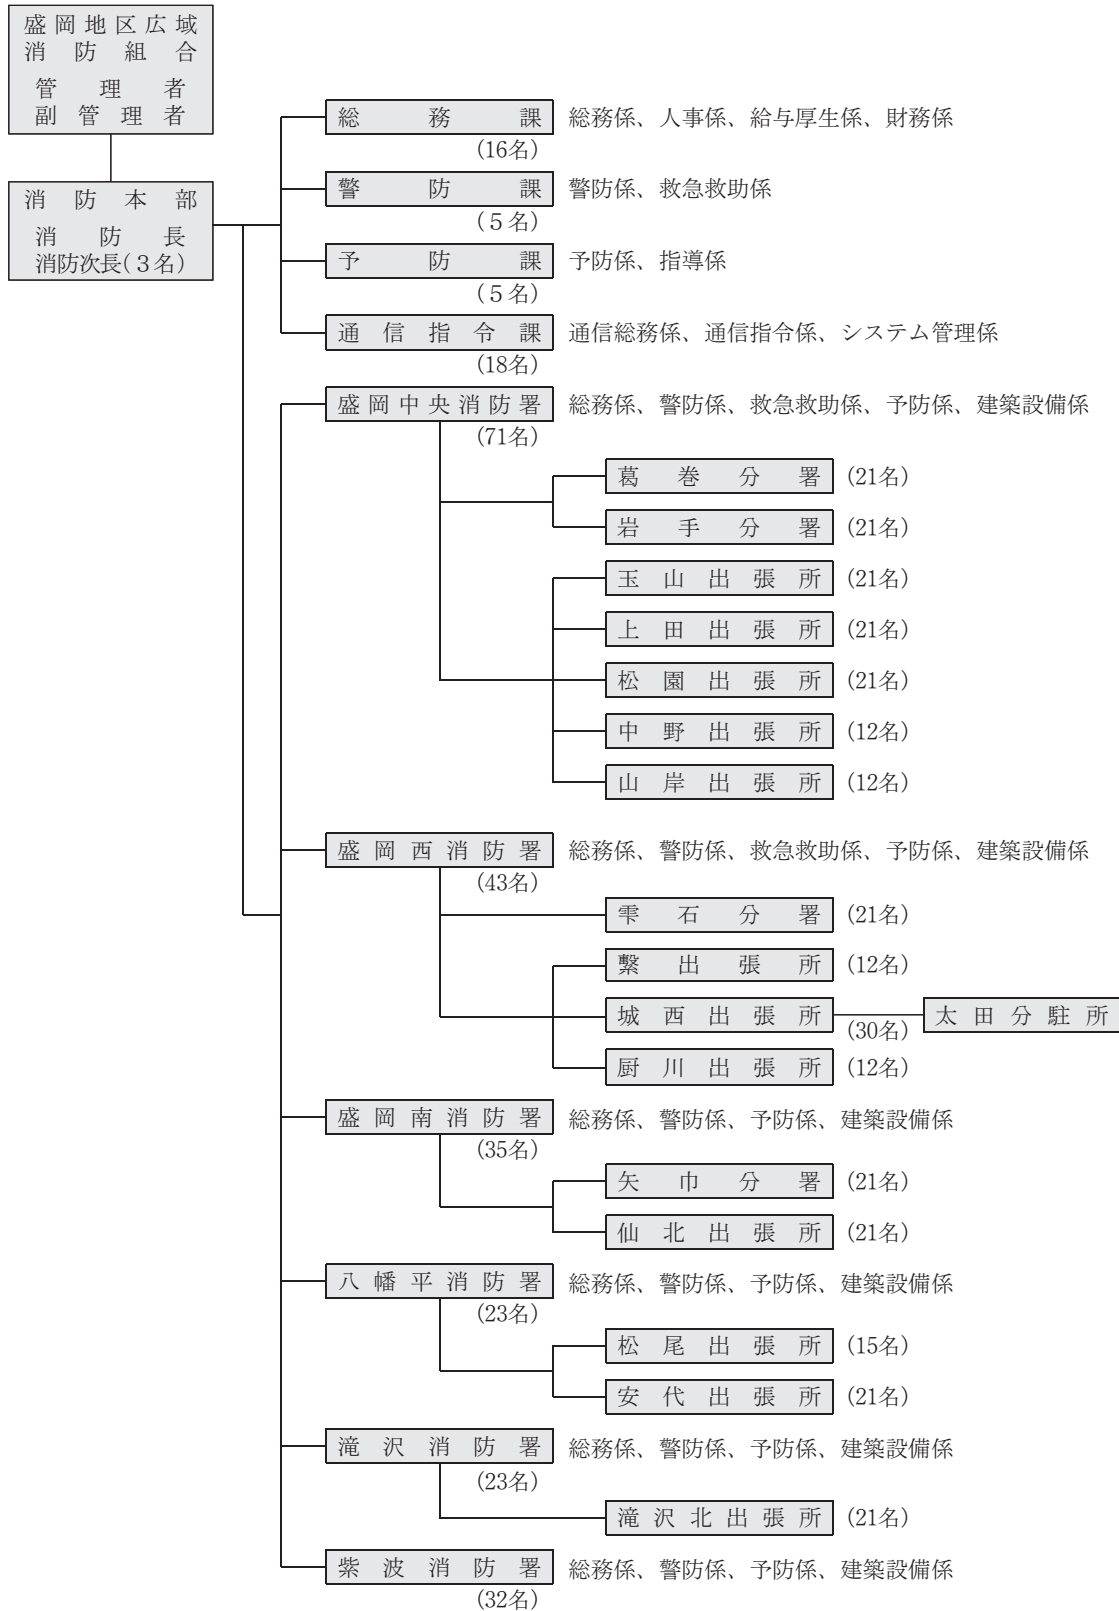 盛岡地区広域
消防組合
管理者
副管理者
消防本部
消防長
消防次長(３名)
総務課 総務係、人事係、給与厚生係、財務係
(16名)
警防課 警防係、救急救助係
(５名)
予防課 予防係、指導係
(５名)
通信指令課 通信総務係、通信指令係、システム管理係
(18名)
盛岡中央消防署 総務係、警防係、救急救助係、予防係、建築設備係
(71名)
葛巻分署 (21名)
岩手分署 (21名)
玉山出張所 (21名)
上田出張所 (21名)
松園出張所 (21名)
中野出張所 (12名)
山岸出張所 (12名)
盛岡西消防署 総務係、警防係、救急救助係、予防係、建築設備係
(43名)
雫石分署 (21名)
繋出張所 (12名)
城西出張所 (30名) 太田分駐所
厨川出張所 (12名)
盛岡南消防署 総務係、警防係、予防係、建築設備係
(35名)
矢巾分署 (21名)
仙北出張所 (21名)
八幡平消防署 総務係、警防係、予防係、建築設備係
(23名)
松尾出張所 (15名)
安代出張所 (21名)
滝沢消防署 総務係、警防係、予防係、建築設備係
(23名)
滝沢北出張所 (21名)
紫波消防署 総務係、警防係、予防係、建築設備係
(32名)